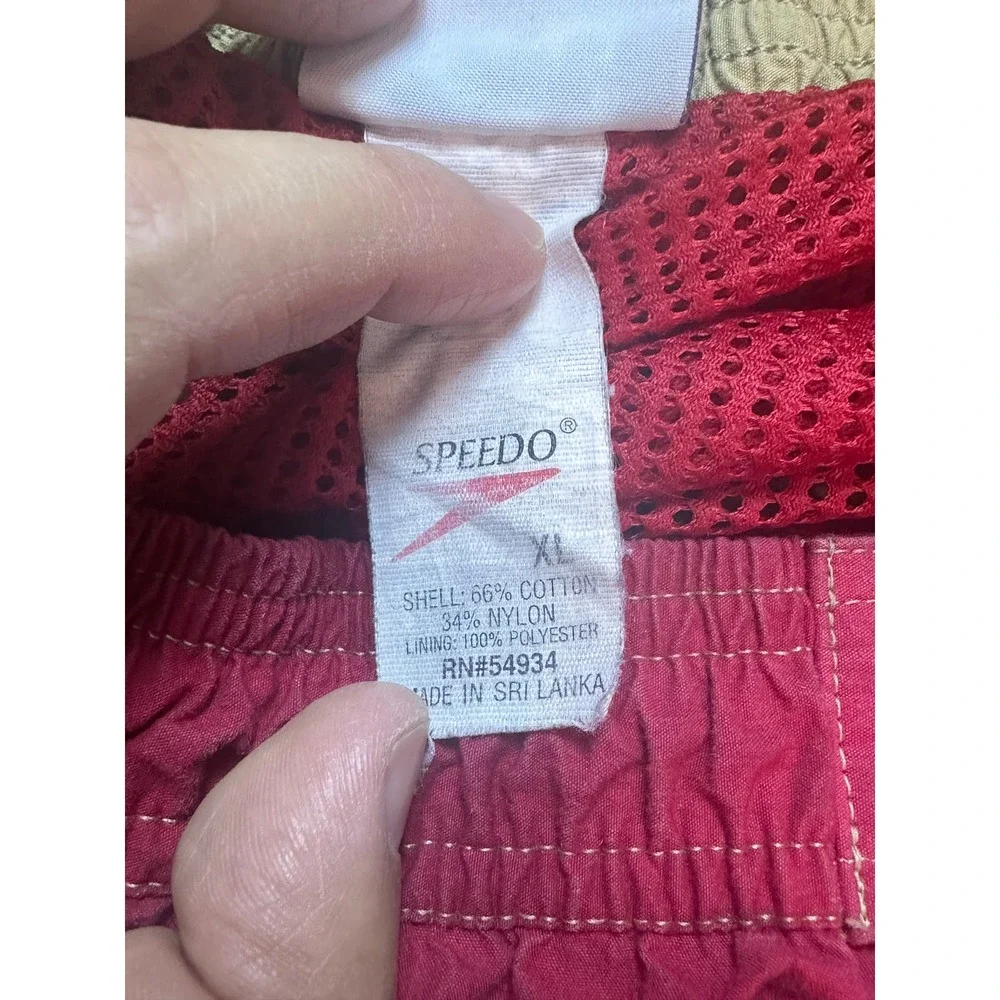 SPEEDO®
XL
SHELL: 66% COTTON
34% NYLON
LINING: 100% POLYESTER
RN#54934
MADE IN SRI LANKA